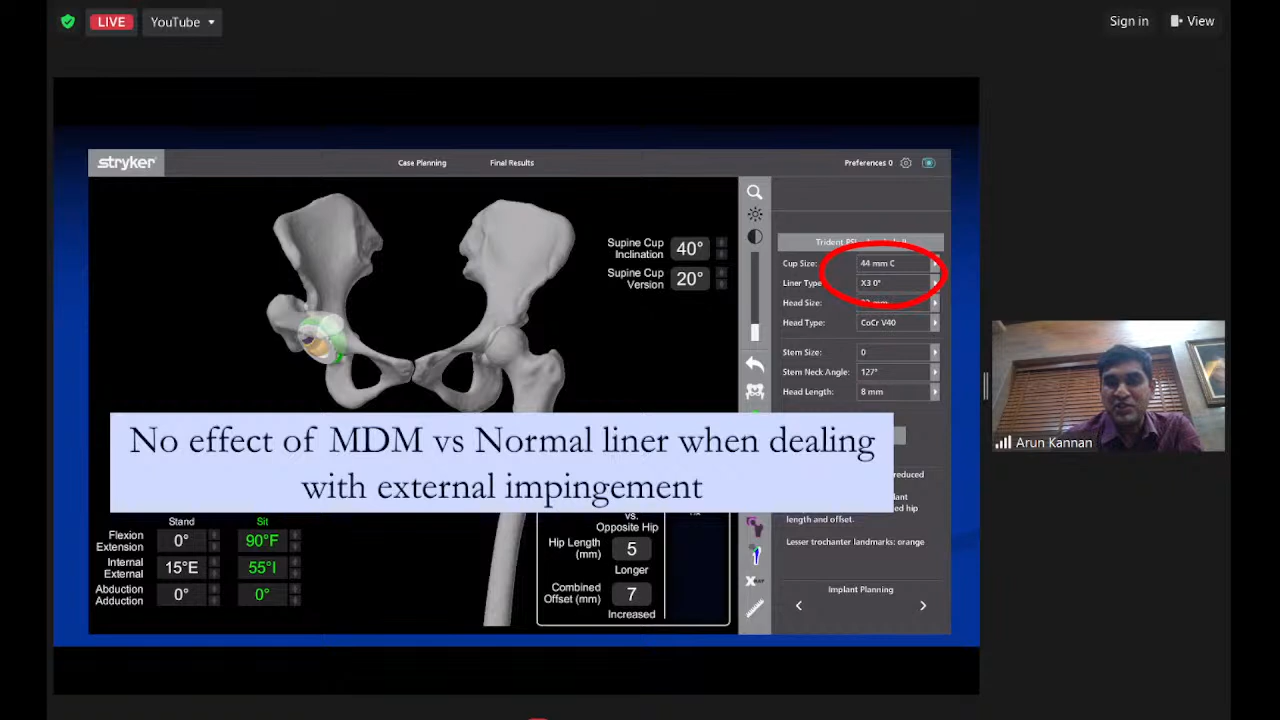 LIVE
YouTube
Sign in
View
stryker
Case Planning
Final Results
Preferences 0
Supine Cup
Inclination
40°
Supine Cup
Version
20°
Trident
Cup Size:
44 mm C
Liner Type
X3 0°
Head Size:
Head Type:
CoCr V40
Stem Size:
0
Stem Neck Angle:
127°
Head Length:
8 mm
Arun Kannan
No effect of MDM vs Normal liner when dealing
with external impingement
reduced
hip
length and offset.
Lesser trochanter landmarks: orange
Stand
Sit
Flexion
Extension
0°
90°F
Internal
External
15°E
55°I
Abduction
Adduction
0°
0°
vs.
Opposite Hip
Hip Length
(mm)
5
Longer
Combined
Offset (mm)
7
Increased
Implant Planning